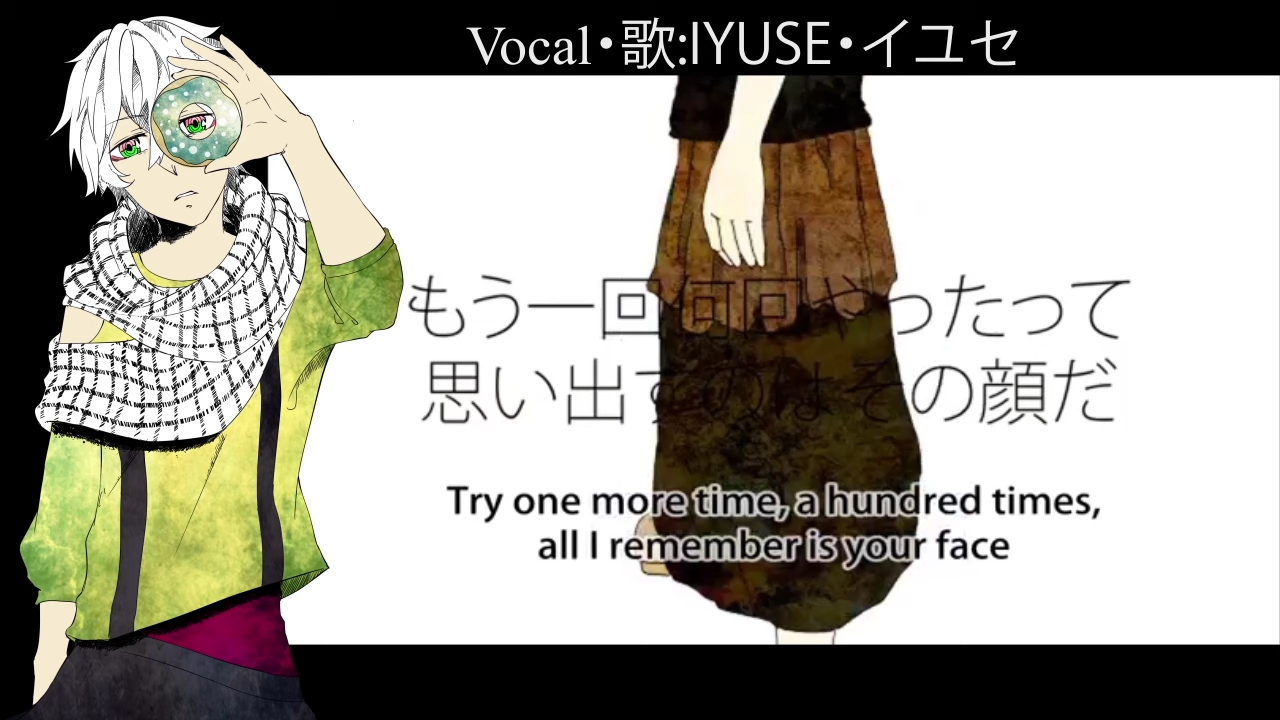 Vocal・歌:IYUSE・イユセ
もう一回何回やったって
思い出すのはその顔だ
Try one more time, a hundred times,
all I remember is your face